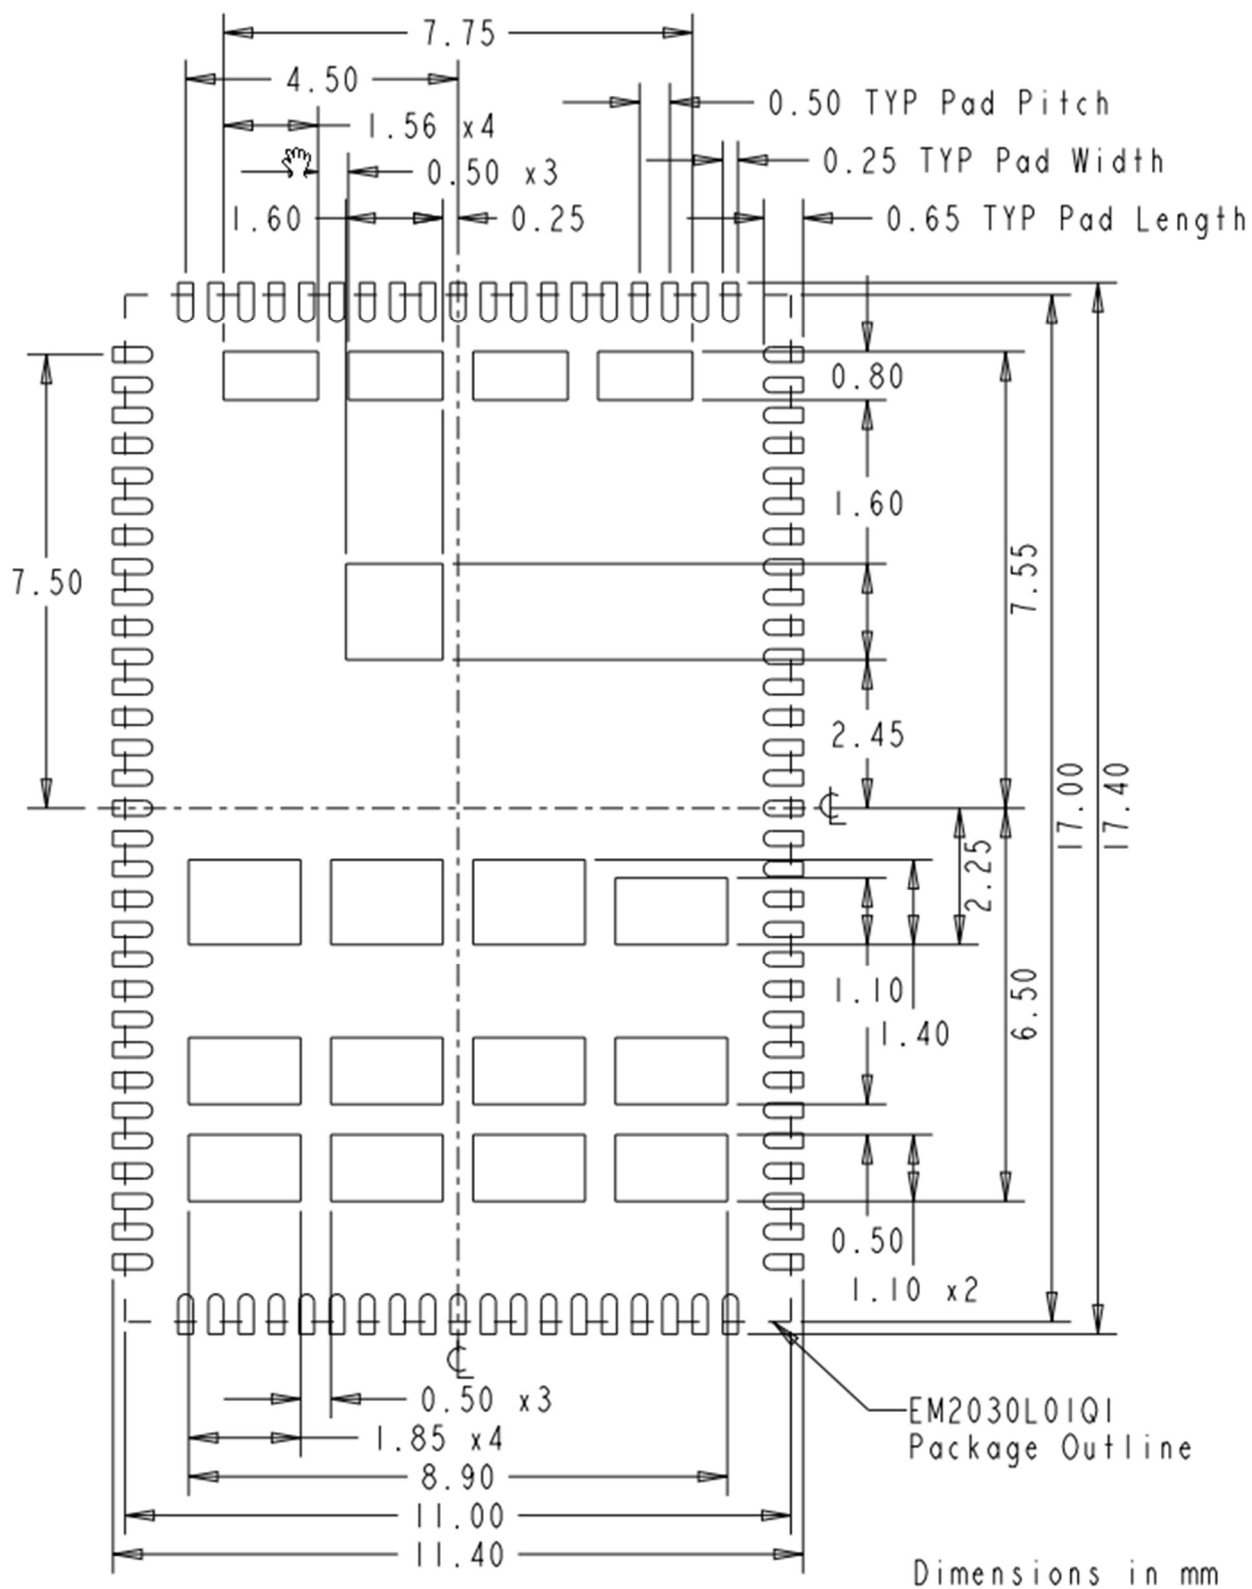 7.75
4.50
0.50 TYP Pad Pitch
1.56 x4
0.25 TYP Pad Width
0.50 x3
1.60
0.25
0.65 TYP Pad Length
0.80
1.60
7.55
7.50
2.45
17.00
17.40
2.25
1.10
6.50
1.40
0.50
1.10 x2
0.50 x3
EM2030L01QI
1.85 x4
Package Outline
8.90
11.00
11.40
Dimensions in mm